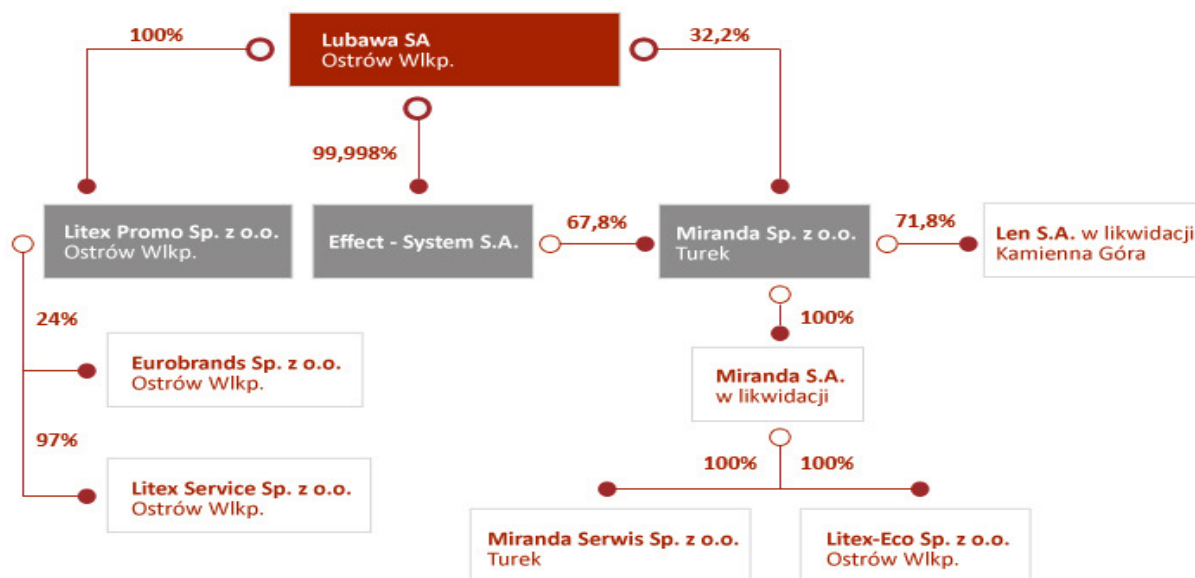 100%
Lubawa SA
Ostrów Wlkp.
32,2%
99,998%
Litex Promo Sp. z o.o.
Ostrów Wlkp.
Effect - System S.A.
67,8%
Miranda Sp. z o.o.
Turek
71,8%
Len S.A. w likwidacji
Kamienna Góra
24%
100%
Eurobrands Sp. z o.o.
Ostrów Wlkp.
Miranda S.A.
w likwidacji
97%
100%
100%
Litex Service Sp. z o.o.
Ostrów Wlkp.
Miranda Serwis Sp. z o.o.
Turek
Litex-Eco Sp. z o.o.
Ostrów Wlkp.